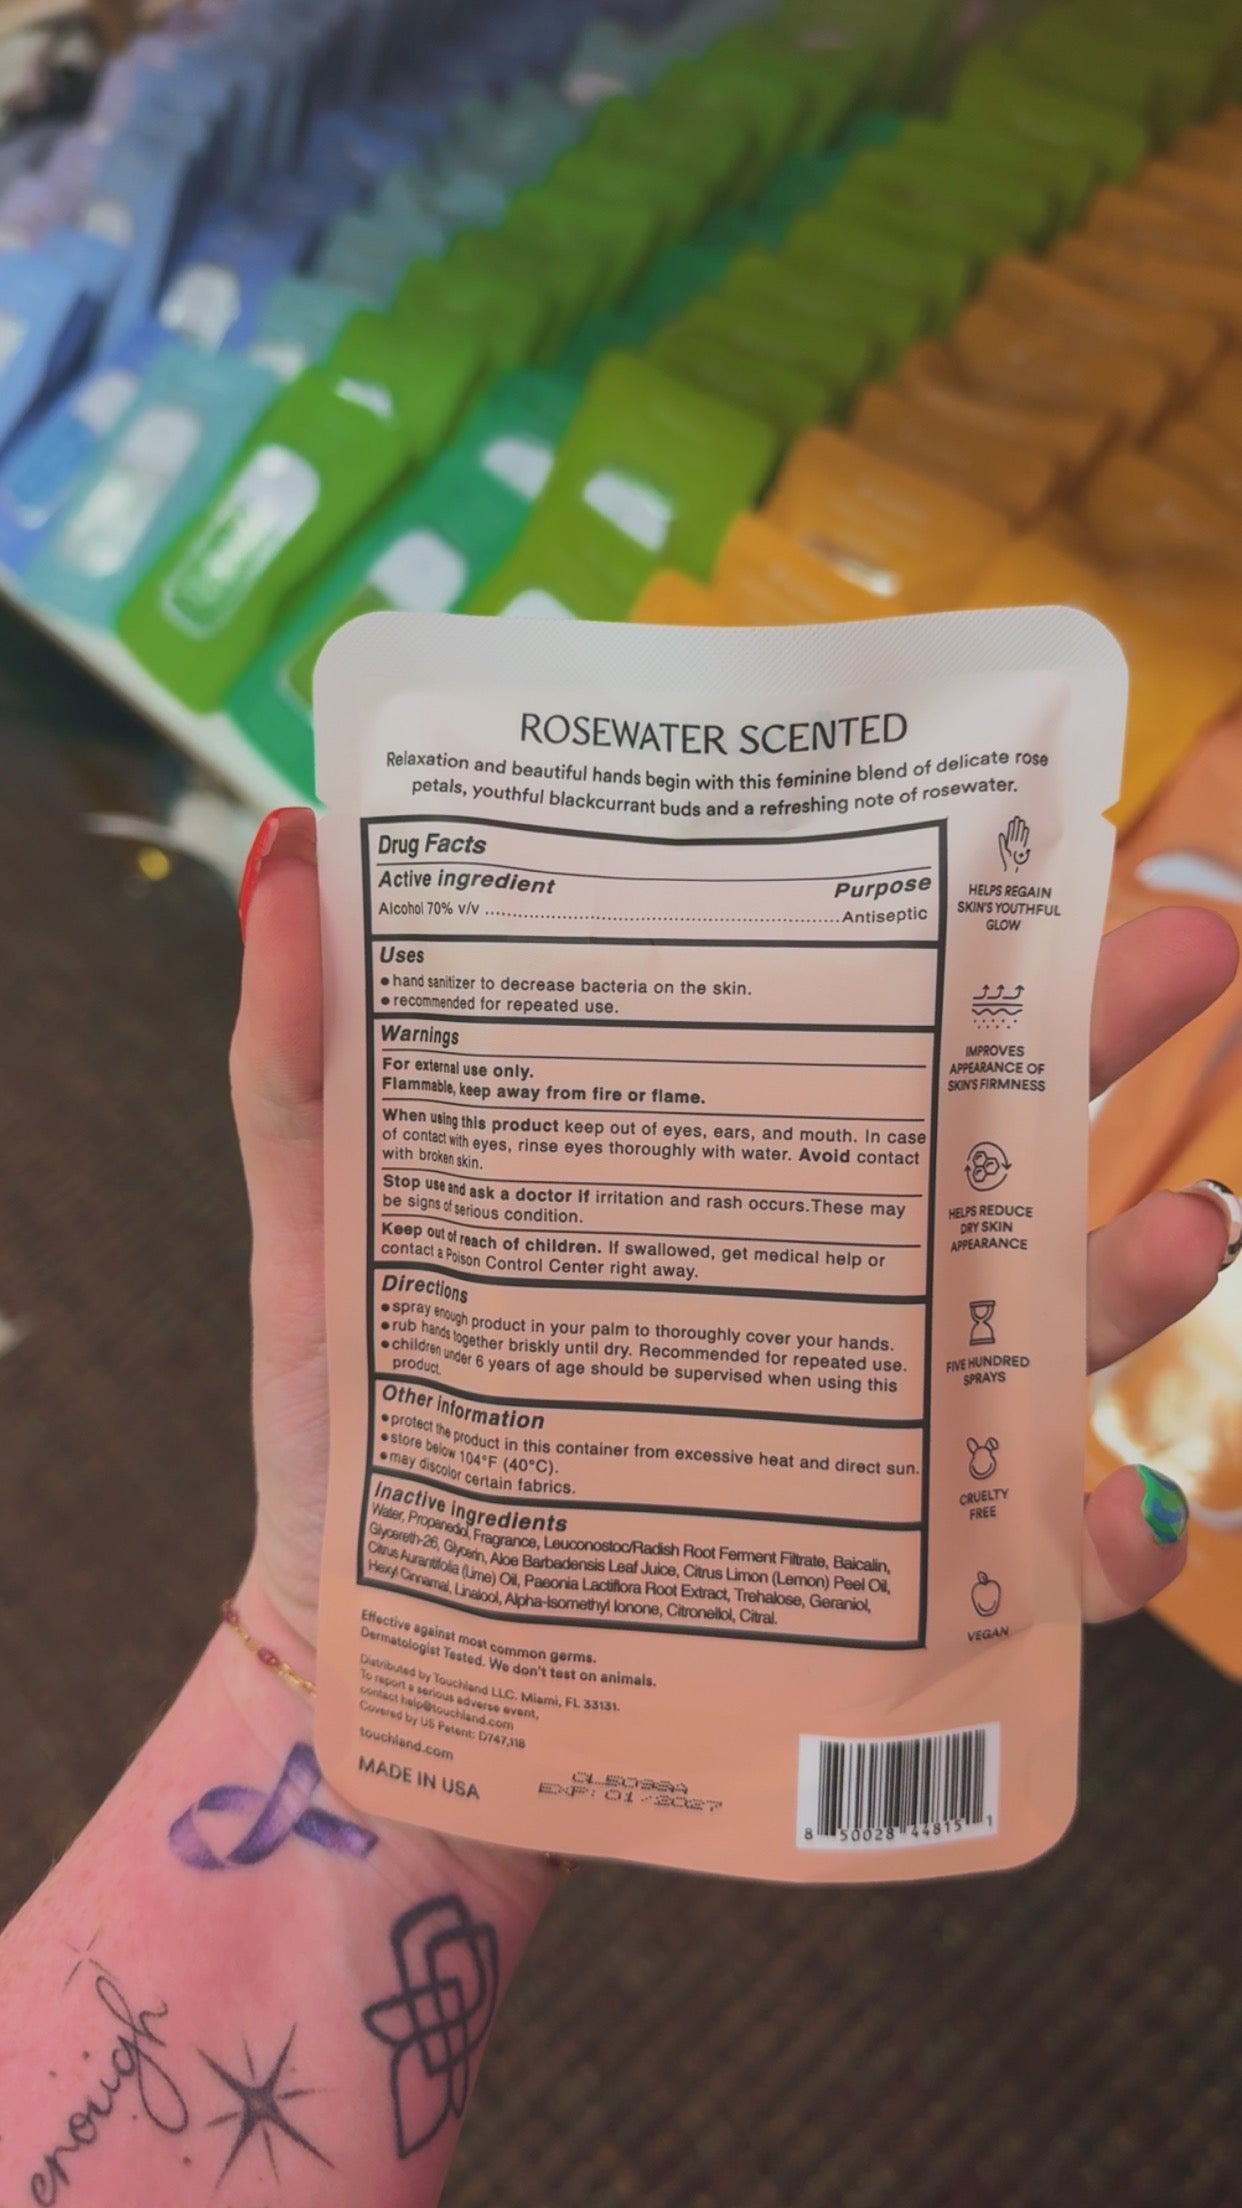 ROSEWATER SCENTED
Relaxation and beautiful hands begin with this feminine blend of delicate rose
petals, youthful blackcurrant buds and a refreshing note of rosewater.
Drug Facts
Active ingredient Purpose
Alcohol 70% v/v ........................................................................ Antiseptic
Uses
• hand sanitizer to decrease bacteria on the skin.
• recommended for repeated use.
Warnings
For external use only.
Flammable, keep away from fire or flame.
When using this product keep out of eyes, ears, and mouth. In case
of contact with eyes, rinse eyes thoroughly with water. Avoid contact
with broken skin.
Stop use and ask a doctor if irritation and rash occurs. These may
be signs of serious condition.
Keep out of reach of children. If swallowed, get medical help or
contact a Poison Control Center right away.
Directions
• spray enough product in your palm to thoroughly cover your hands.
• rub hands together briskly until dry. Recommended for repeated use.
• children under 6 years of age should be supervised when using this
product.
Other information
• protect the product in this container from excessive heat and direct sun.
• store below 104°F (40°C).
• may discolor certain fabrics.
Inactive ingredients
Water, Propanediol, Fragrance, Leuconostoc/Radish Root Ferment Filtrate, Baicalin,
Glycereth-26, Glycerin, Aloe Barbadensis Leaf Juice, Citrus Limon (Lemon) Peel Oil,
Citrus Aurantifolia (Lime) Oil, Paeonia Lactiflora Root Extract, Trehalose, Geraniol,
Hexyl Cinnamal, Linalool, Alpha-Isomethyl Ionone, Citronellol, Citral.
Effective against most common germs.
Dermatologist Tested. We don't test on animals.
Distributed by Touchland LLC. Miami, FL 33131.
To report a serious adverse event,
contact help@touchland.com
Covered by US Patent: D747,118
touchland.com
MADE IN USA
EXP: 01/2027
8 50028 44815 1
HELPS REGAIN
SKIN'S YOUTHFUL
GLOW
IMPROVES
APPEARANCE OF
SKIN'S FIRMNESS
HELPS REDUCE
DRY SKIN
APPEARANCE
FIVE HUNDRED
SPRAYS
CRUELTY
FREE
VEGAN
enough